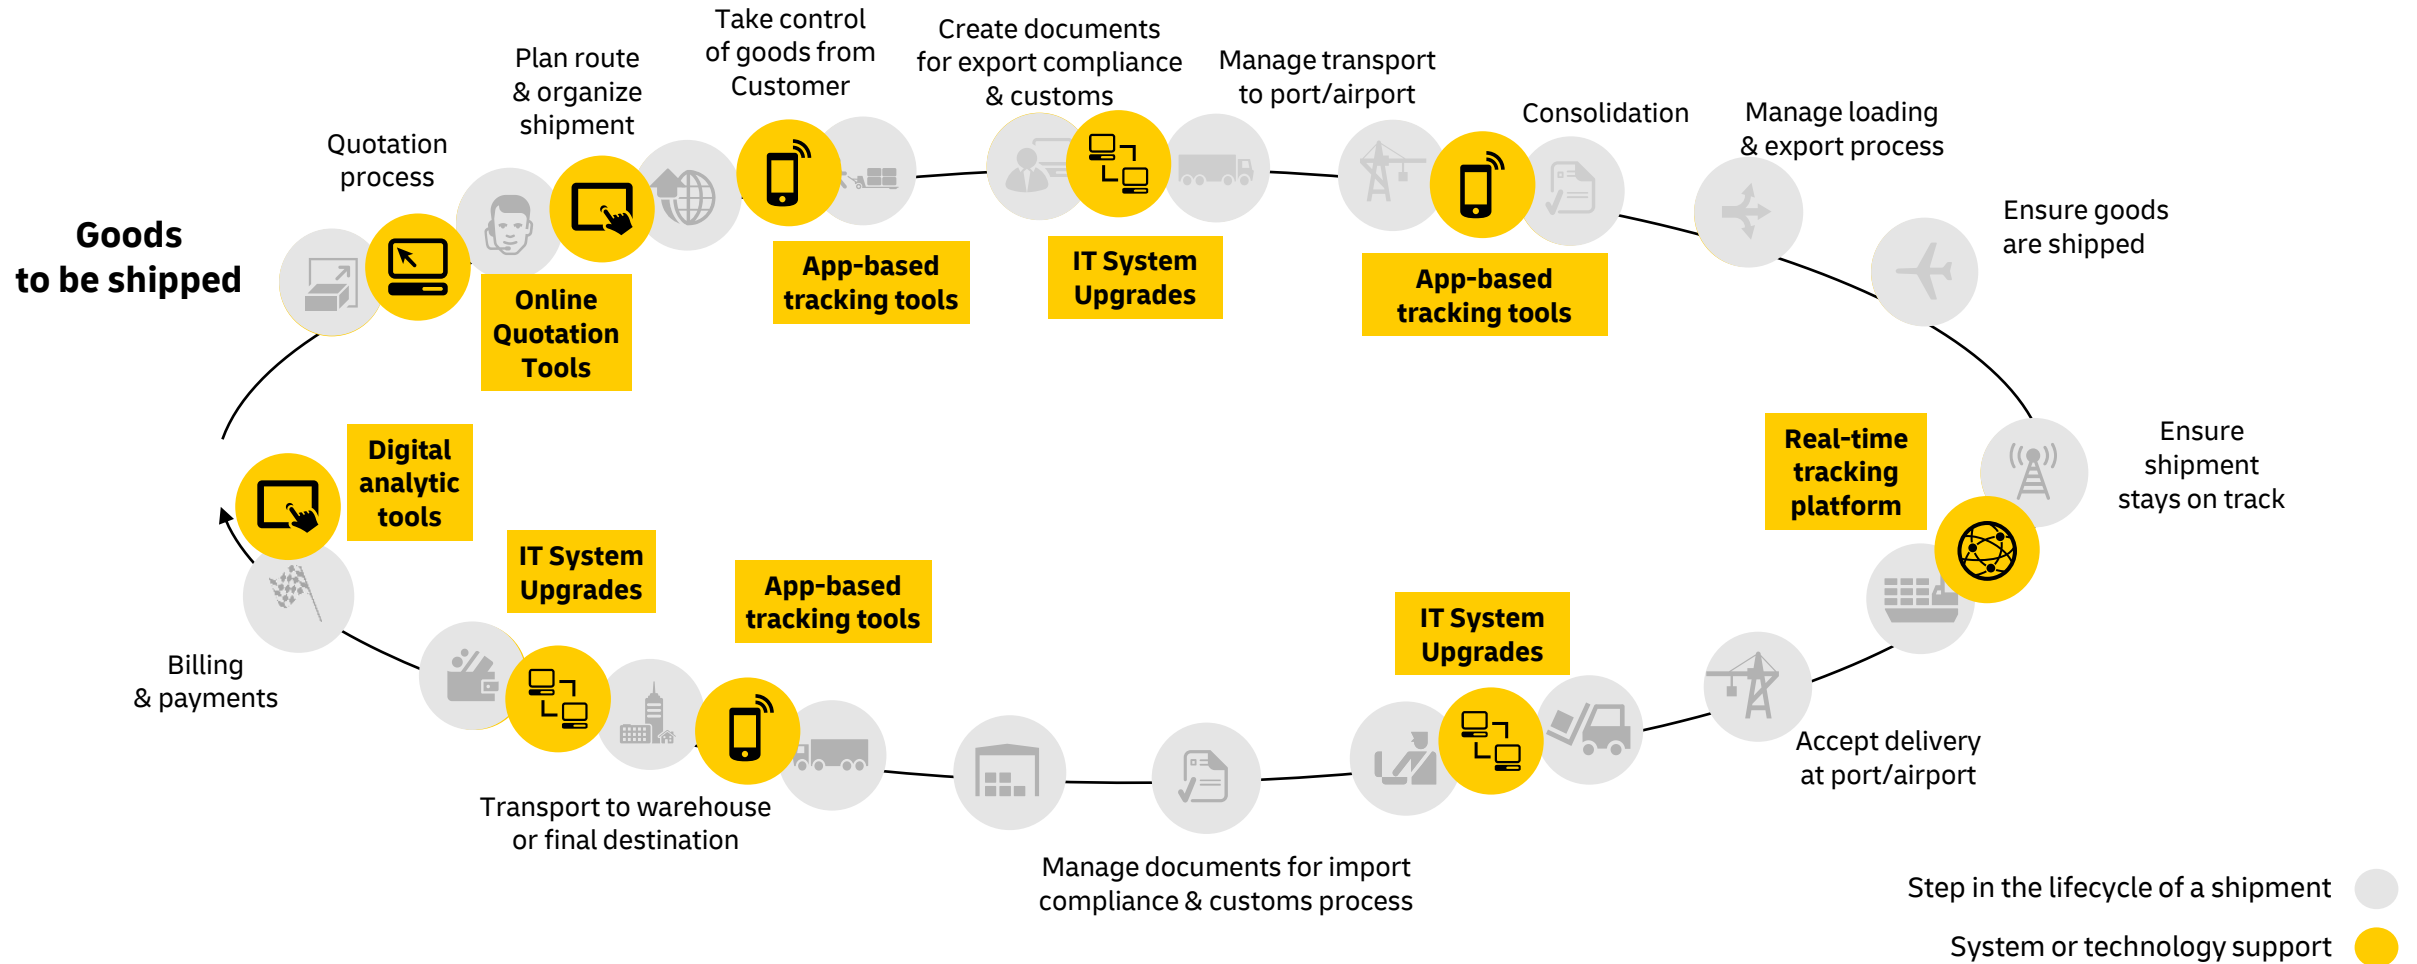 Goods
to be shipped
Quotation
process
Plan route
& organize
shipment
Take control
of goods from
Customer
Create documents
for export compliance
& customs
Manage transport
to port/airport
Consolidation
Manage loading
& export process
Ensure goods
are shipped
Online
Quotation
Tools
App-based
tracking tools
IT System
Upgrades
App-based
tracking tools
Real-time
tracking
platform
Ensure
shipment
stays on track
Accept delivery
at port/airport
IT System
Upgrades
Manage documents for import
compliance & customs process
App-based
tracking tools
Transport to warehouse
or final destination
IT System
Upgrades
Digital
analytic
tools
Billing
& payments
Step in the lifecycle of a shipment
System or technology support